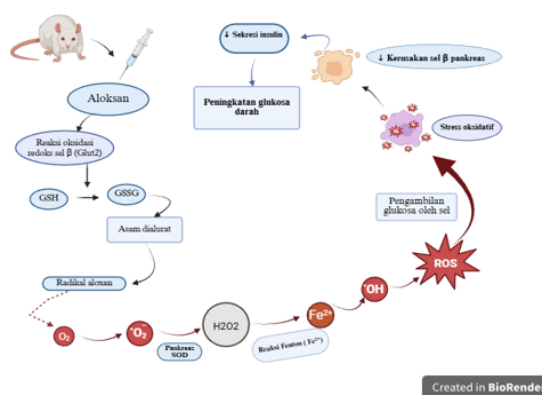 Aloksan
Reaksi oksidasi
redoks sel β (Glut2)
GSH
GSSG
Asam dialurat
Radikal aloxan
O₂
•O₂⁻
Pankreas
SOD
H2O2
Fe²⁺
Reaksi Fenton ( Fe²⁺)
•OH
ROS
Pengambilan
glukosa oleh sel
Stress oksidatif
↓ Kerusakan sel β pankreas
↓ Sekresi insulin
Peningkatan glukosa
darah
Created in BioRender